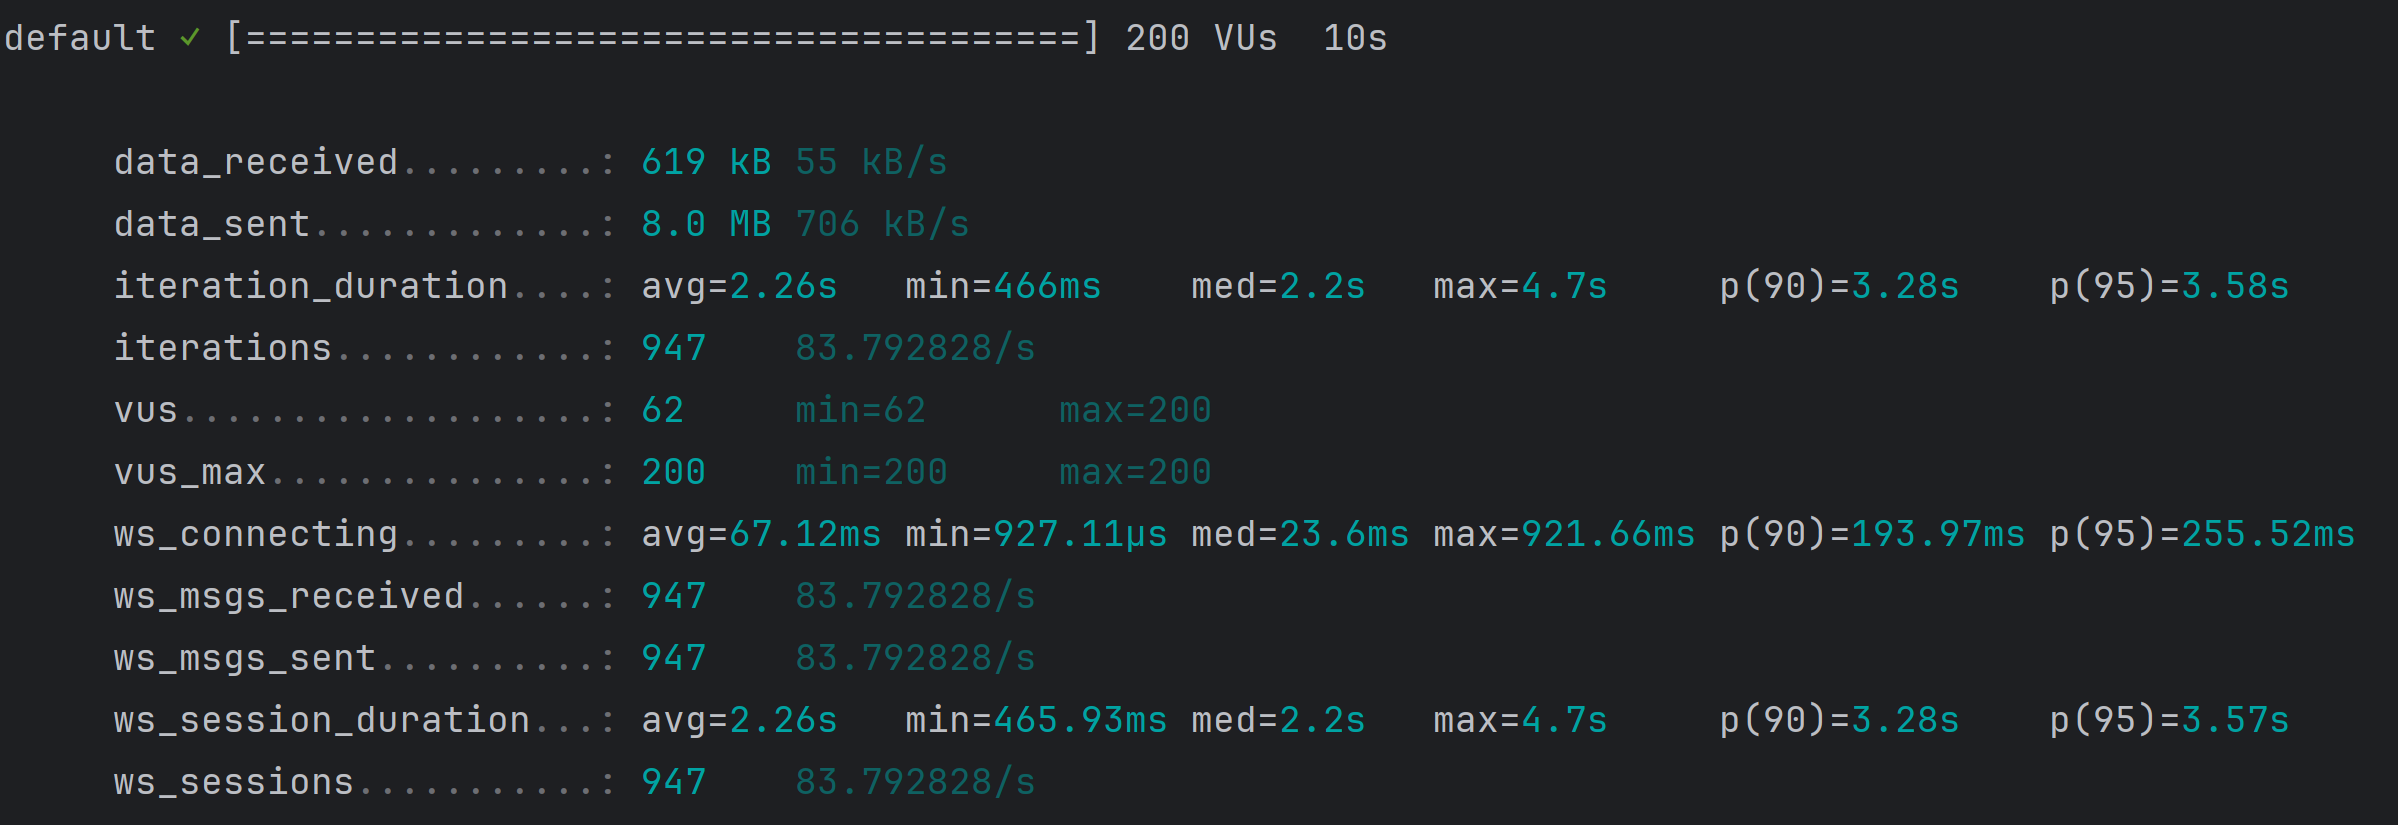 default ✓ [======================================] 200 VUs  10s
data_received.........: 619 kB 55 kB/s
data_sent.............: 8.0 MB 706 kB/s
iteration_duration....: avg=2.26s   min=466ms    med=2.2s   max=4.7s     p(90)=3.28s    p(95)=3.58s
iterations............: 947    83.792828/s
vus...................: 62     min=62      max=200
vus_max...............: 200    min=200     max=200
ws_connecting.........: avg=67.12ms min=927.11µs med=23.6ms max=921.66ms p(90)=193.97ms p(95)=255.52ms
ws_msgs_received......: 947    83.792828/s
ws_msgs_sent..........: 947    83.792828/s
ws_session_duration...: avg=2.26s   min=465.93ms med=2.2s   max=4.7s     p(90)=3.28s    p(95)=3.57s
ws_sessions...........: 947    83.792828/s